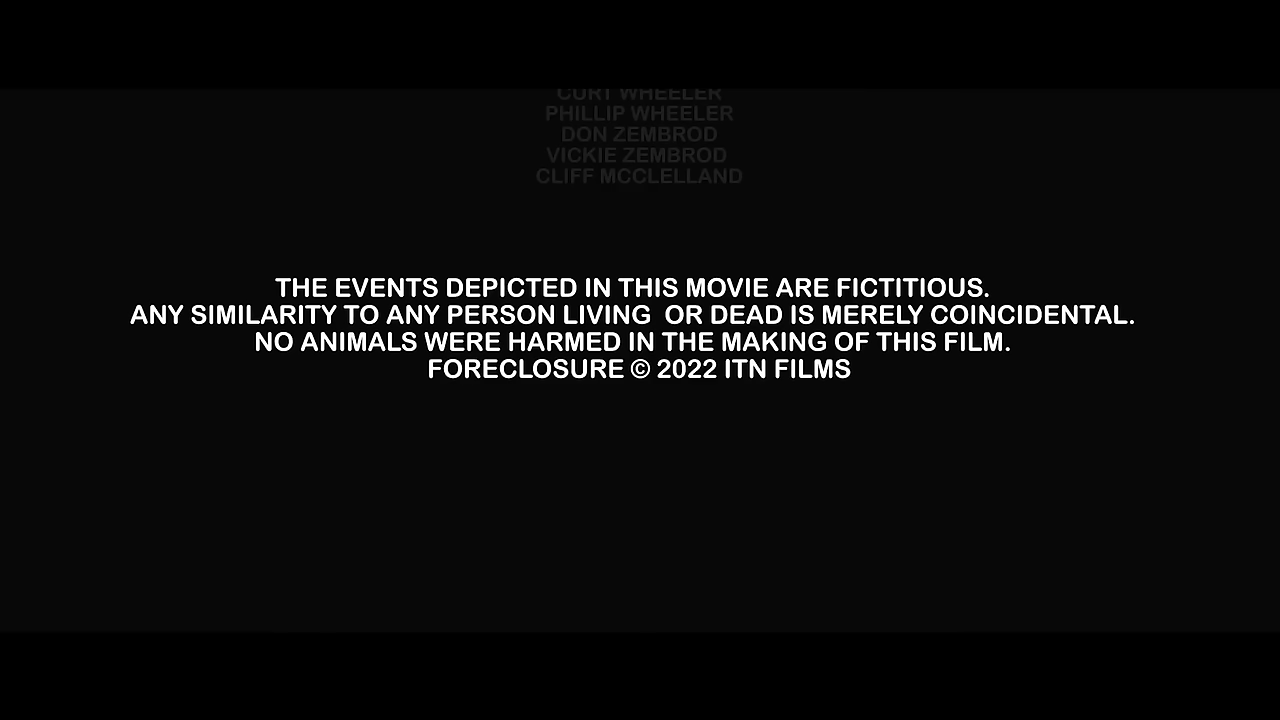 CURT WHEELER
PHILLIP WHEELER
DON ZEMBROD
VICKIE ZEMBROD
CLIFF MCCLELLAND
THE EVENTS DEPICTED IN THIS MOVIE ARE FICTITIOUS.
ANY SIMILARITY TO ANY PERSON LIVING  OR DEAD IS MERELY COINCIDENTAL.
NO ANIMALS WERE HARMED IN THE MAKING OF THIS FILM.
FORECLOSURE © 2022 ITN FILMS